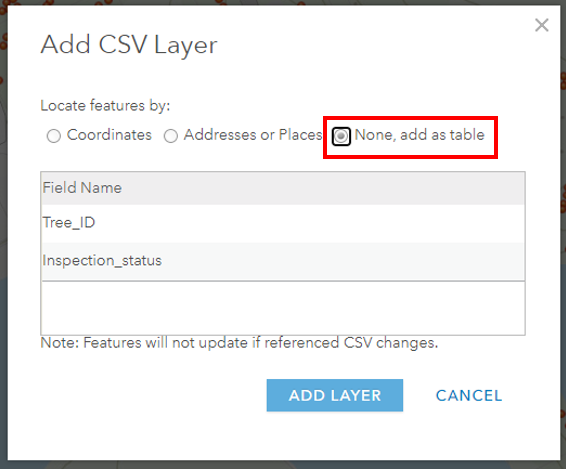 Add CSV Layer
Locate features by:
Coordinates Addresses or Places None, add as table
Field Name
Tree_ID
Inspection_status
Note: Features will not update if referenced CSV changes.
ADD LAYER CANCEL